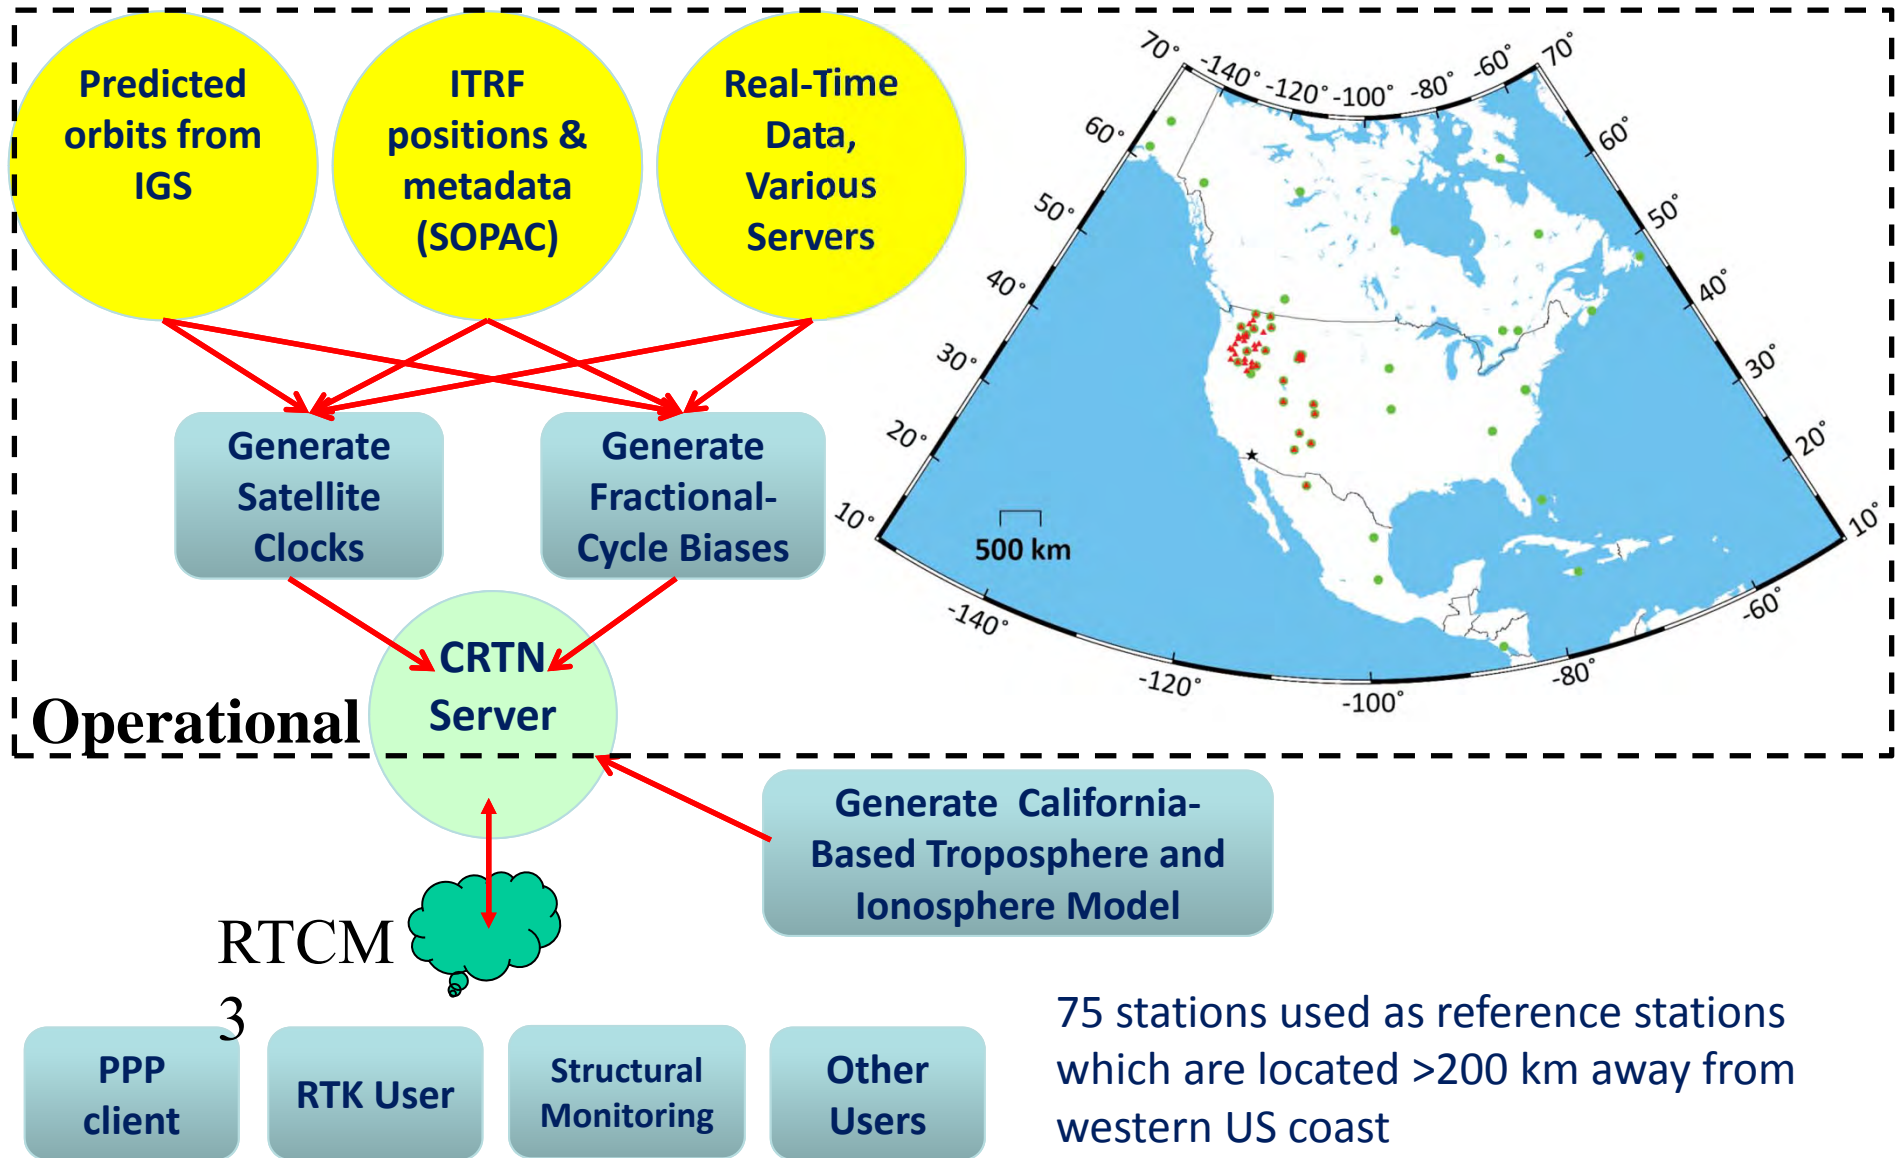 Predicted
orbits from
IGS
ITRF
positions &
metadata
(SOPAC)
Real-Time
Data,
Various
Servers
Generate
Satellite
Clocks
Generate
Fractional-
Cycle Biases
CRTN
Server
Operational
Generate California-
Based Troposphere and
Ionosphere Model
RTCM
3
PPP
client
RTK User
Structural
Monitoring
Other
Users
70°
-140°
-120°
-100°
-80°
-60°
70°
60°
60°
50°
50°
40°
40°
30°
30°
20°
20°
10°
10°
500 km
-140°
-120°
-100°
-80°
-60°
75 stations used as reference stations
which are located >200 km away from
western US coast